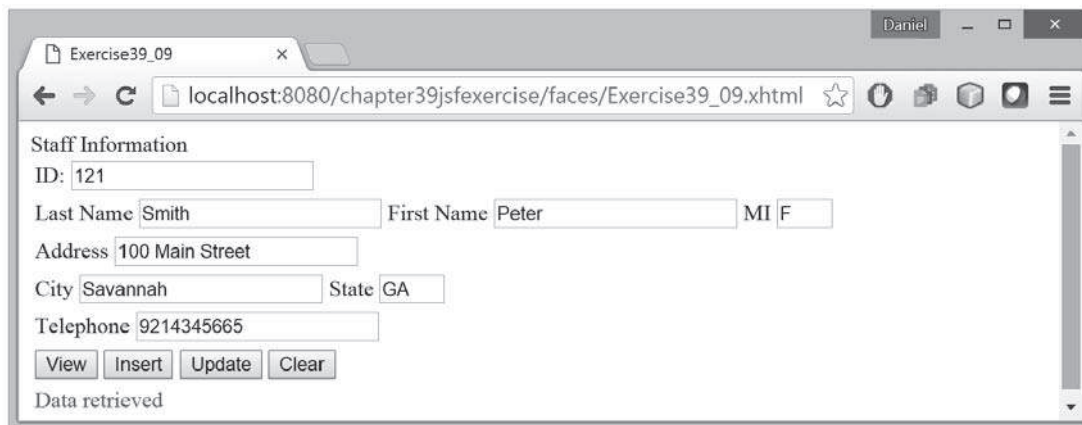 Daniel
Exercise39_09
localhost:8080/chapter39jsfexercise/faces/Exercise39_09.xhtml
Staff Information
ID: 121
Last Name Smith First Name Peter MI F
Address 100 Main Street
City Savannah State GA
Telephone 9214345665
View Insert Update Clear
Data retrieved